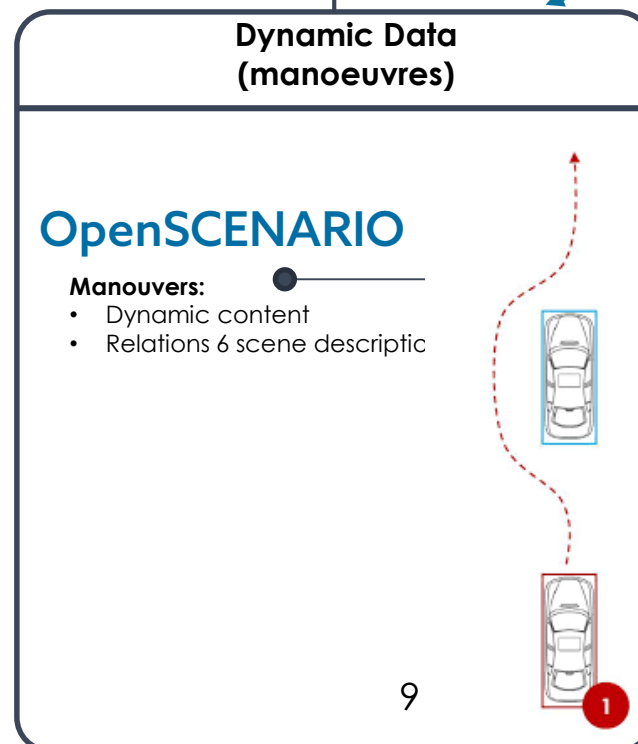 Dynamic Data
(manoeuvres)
OpenSCENARIO
Manouvers:
• Dynamic content
• Relations 6 scene descriptic
9
1